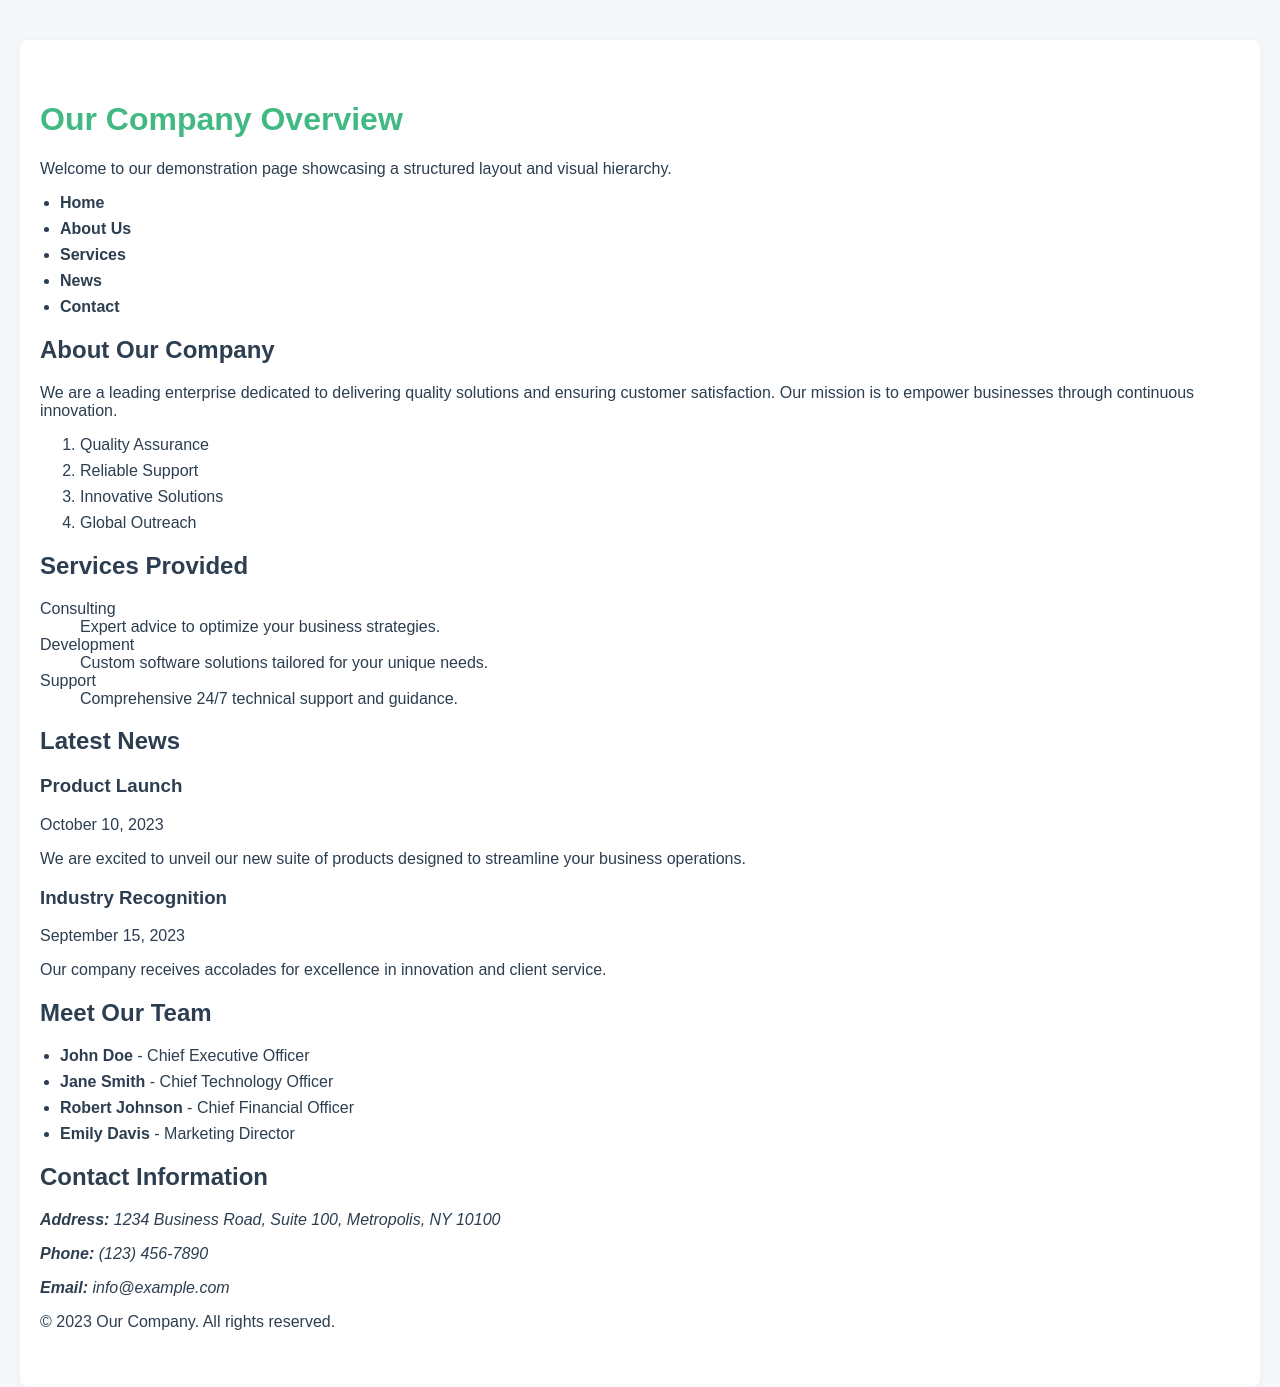 Our Company Overview
Welcome to our demonstration page showcasing a structured layout and visual hierarchy.
• Home
• About Us
• Services
• News
• Contact
About Our Company
We are a leading enterprise dedicated to delivering quality solutions and ensuring customer satisfaction. Our mission is to empower businesses through continuous
innovation.
1. Quality Assurance
2. Reliable Support
3. Innovative Solutions
4. Global Outreach
Services Provided
Consulting
Expert advice to optimize your business strategies.
Development
Custom software solutions tailored for your unique needs.
Support
Comprehensive 24/7 technical support and guidance.
Latest News
Product Launch
October 10, 2023
We are excited to unveil our new suite of products designed to streamline your business operations.
Industry Recognition
September 15, 2023
Our company receives accolades for excellence in innovation and client service.
Meet Our Team
• John Doe - Chief Executive Officer
• Jane Smith - Chief Technology Officer
• Robert Johnson - Chief Financial Officer
• Emily Davis - Marketing Director
Contact Information
Address: 1234 Business Road, Suite 100, Metropolis, NY 10100
Phone: (123) 456-7890
Email: info@example.com
© 2023 Our Company. All rights reserved.